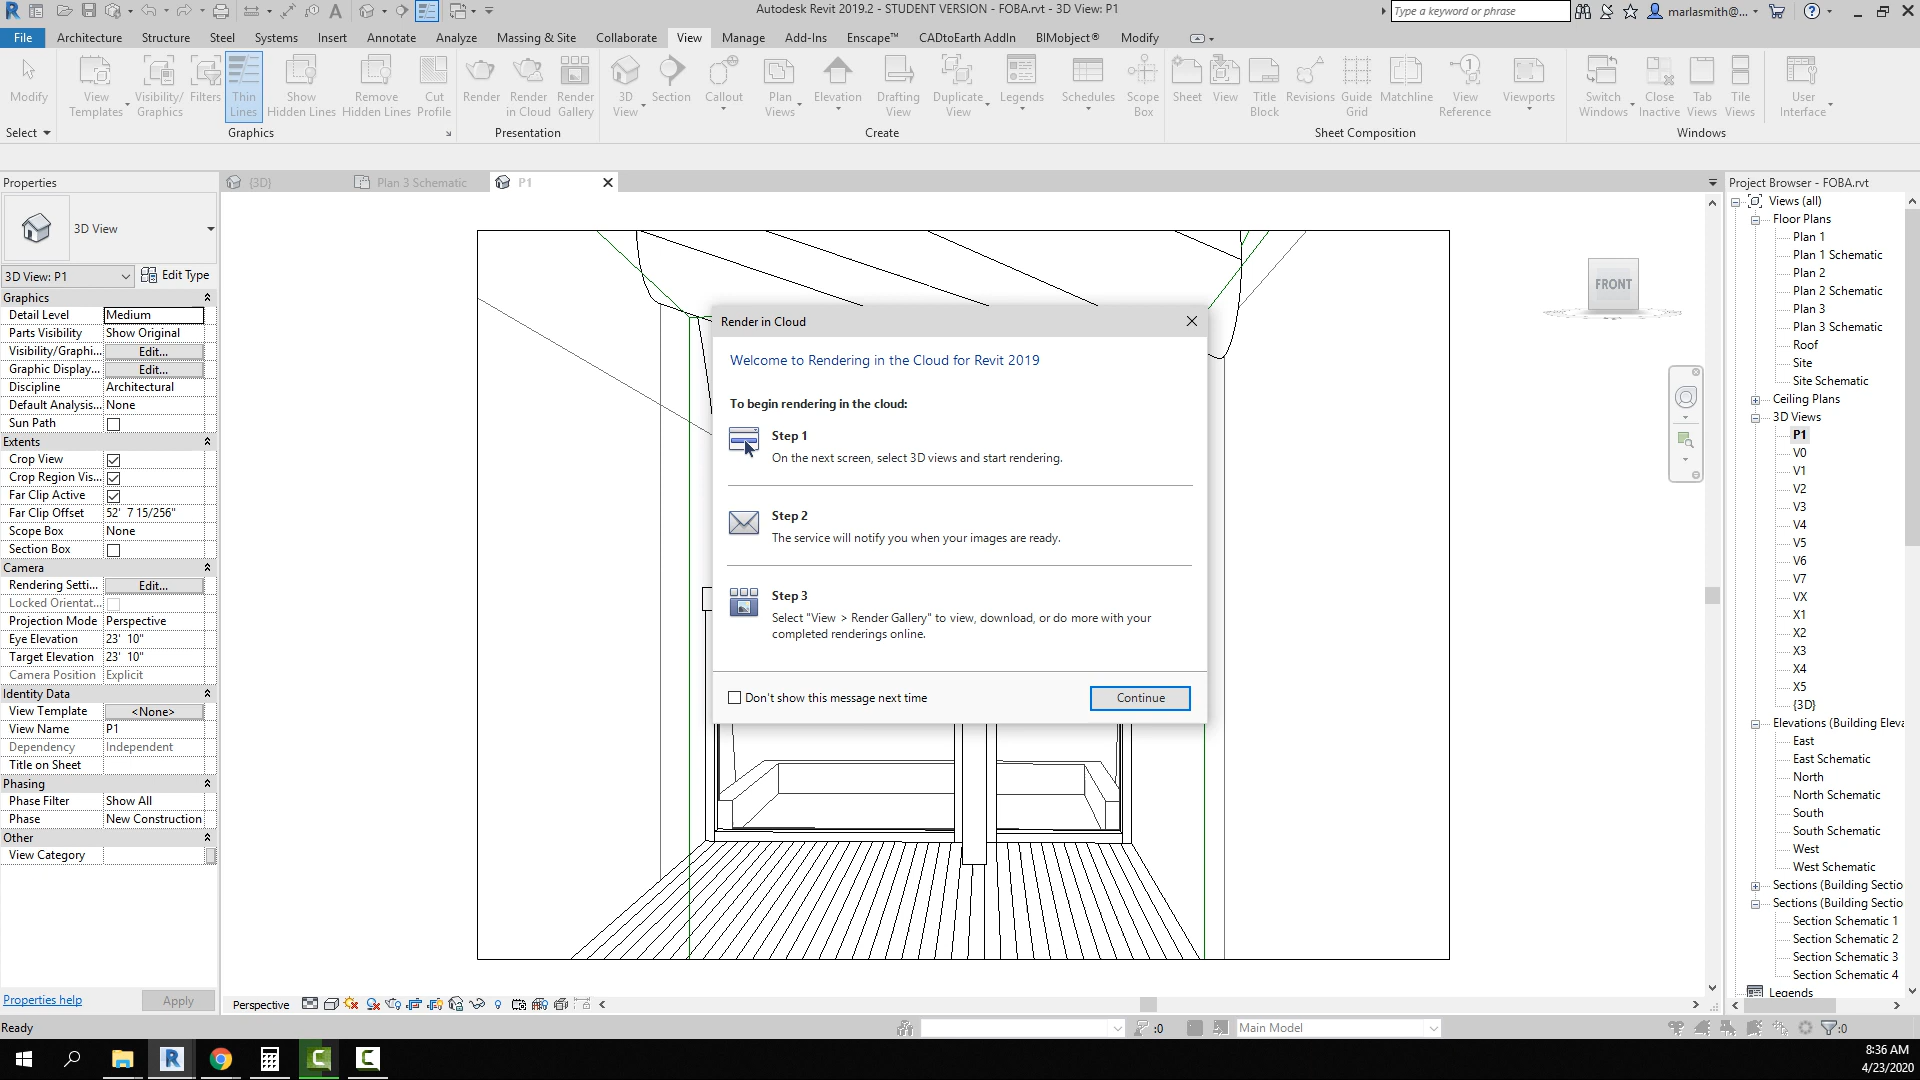 Autodesk Revit 2019.2 - STUDENT VERSION - FOBA.rvt - 3D View: P1
Type a keyword or phrase
marlasmith@...
File Architecture Structure Steel Systems Insert Annotate Analyze Massing & Site Collaborate View Manage Add-Ins Enscape™ CADtoEarth AddIn BIMobject® Modify
Modify
View Templates
Visibility/ Graphics
Filters
Thin Lines
Show Hidden Lines
Remove Hidden Lines
Cut Profile
Render
Render in Cloud
Render Gallery
3D View
Section
Callout
Plan Views
Elevation
Drafting View
Duplicate View
Legends
Schedules
Scope Box
Sheet
View
Title Block
Revisions
Guide Grid
Matchline
View Reference
Viewports
Switch Windows
Close Inactive
Tab Views
Tile Views
User Interface
Select
Graphics
Presentation
Create
Sheet Composition
Windows
Properties
{3D}
Plan 3 Schematic
P1
3D View
3D View: P1
Edit Type
Graphics
Detail Level Medium
Parts Visibility Show Original
Visibility/Graphi... Edit...
Graphic Display... Edit...
Discipline Architectural
Default Analysis... None
Sun Path
Extents
Crop View
Crop Region Vis...
Far Clip Active
Far Clip Offset 52' 7 15/256"
Scope Box None
Section Box
Camera
Rendering Setti... Edit...
Locked Orientat...
Projection Mode Perspective
Eye Elevation 23' 10"
Target Elevation 23' 10"
Camera Position Explicit
Identity Data
View Template <None>
View Name P1
Dependency Independent
Title on Sheet
Phasing
Phase Filter Show All
Phase New Construction
Other
View Category
Properties help
Apply
Render in Cloud
Welcome to Rendering in the Cloud for Revit 2019
To begin rendering in the cloud:
Step 1
On the next screen, select 3D views and start rendering.
Step 2
The service will notify you when your images are ready.
Step 3
Select "View > Render Gallery" to view, download, or do more with your
completed renderings online.
Don't show this message next time
Continue
FRONT
Project Browser - FOBA.rvt
Views (all)
Floor Plans
Plan 1
Plan 1 Schematic
Plan 2
Plan 2 Schematic
Plan 3
Plan 3 Schematic
Roof
Site
Site Schematic
Ceiling Plans
3D Views
P1
V0
V1
V2
V3
V4
V5
V6
V7
VX
X1
X2
X3
X4
X5
{3D}
Elevations (Building Eleva
East
East Schematic
North
North Schematic
South
South Schematic
West
West Schematic
Sections (Building Sectio
Sections (Building Sectio
Section Schematic 1
Section Schematic 2
Section Schematic 3
Section Schematic 4
Legends
Perspective
Ready
:0
Main Model
:0
8:36 AM
4/23/2020